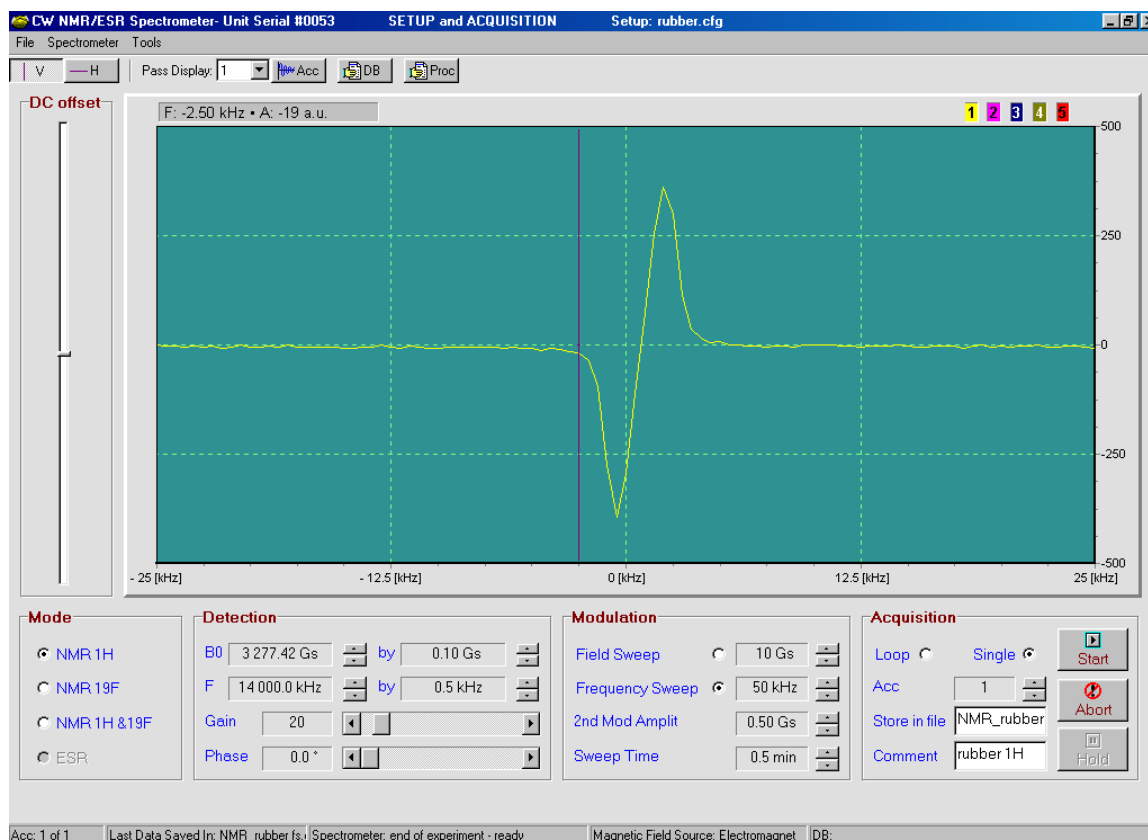 CW NMR/ESR Spectrometer- Unit Serial #0053 SETUP and ACQUISITION Setup: rubber.cfg
File Spectrometer Tools
V H Pass Display: 1 Acc DB Proc
DC offset
F: -2.50 kHz • A: -19 a.u. 1 2 3 4 5
500
250
0
-250
-500
- 25 [kHz] - 12.5 [kHz] 0 [kHz] 12.5 [kHz] 25 [kHz]
Mode
NMR 1H
NMR 19F
NMR 1H &19F
ESR
Detection
B0 3 277.42 Gs by 0.10 Gs
F 14 000.0 kHz by 0.5 kHz
Gain 20
Phase 0.0 °
Modulation
Field Sweep 10 Gs
Frequency Sweep 50 kHz
2nd Mod Amplit 0.50 Gs
Sweep Time 0.5 min
Acquisition
Loop Single
Acc 1
Store in file NMR_rubber
Comment rubber 1H
Start
Abort
Hold
Acc: 1 of 1 Last Data Saved In: NMR_rubber fs. Spectrometer: end of experiment - ready Magnetic Field Source: Electromagnet DB: